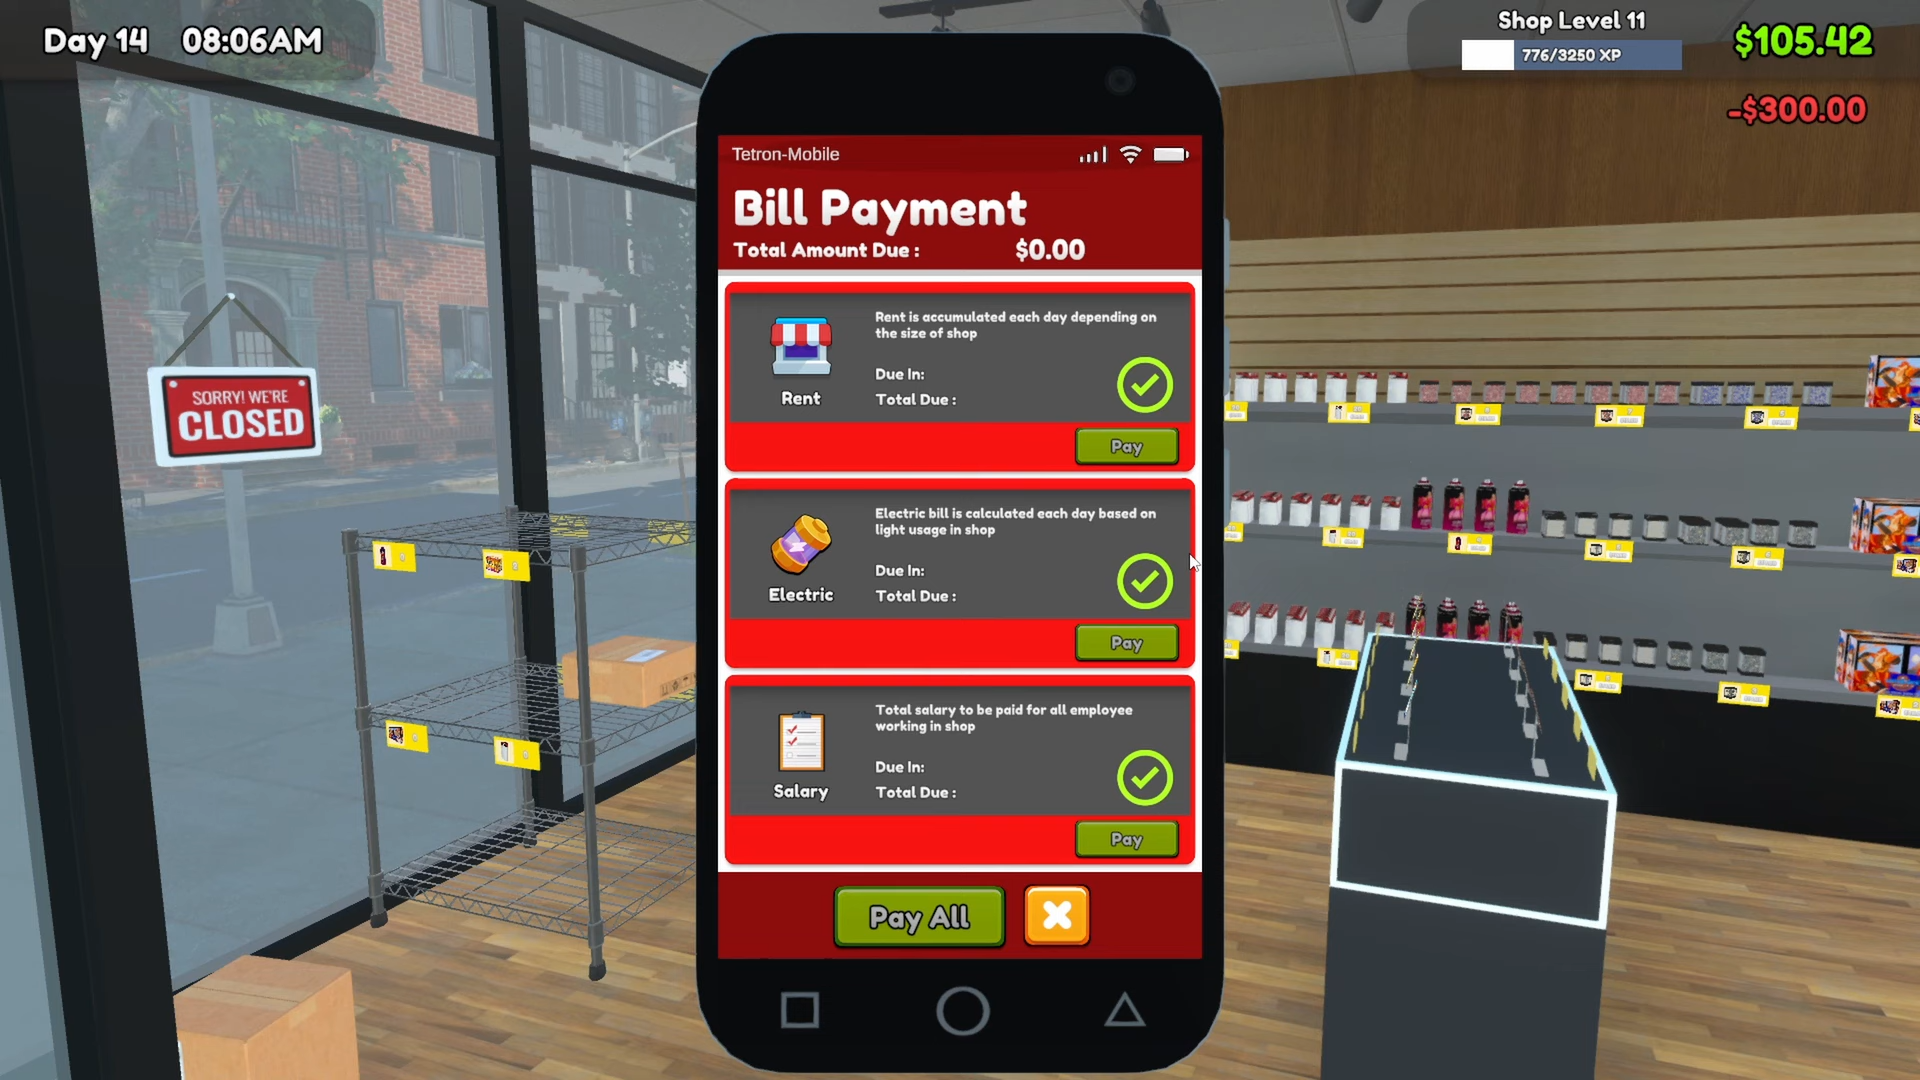 Day 14 08:06AM
Shop Level 11
776/3250 XP
$105.42
-$300.00
SORRY! WE'RE
CLOSED
Tetron-Mobile
Bill Payment
Total Amount Due : $0.00
Rent is accumulated each day depending on
the size of shop
Due In:
Total Due :
Rent
Pay
Electric bill is calculated each day based on
light usage in shop
Due In:
Total Due :
Electric
Pay
Total salary to be paid for all employee
working in shop
Due In:
Total Due :
Salary
Pay
Pay All